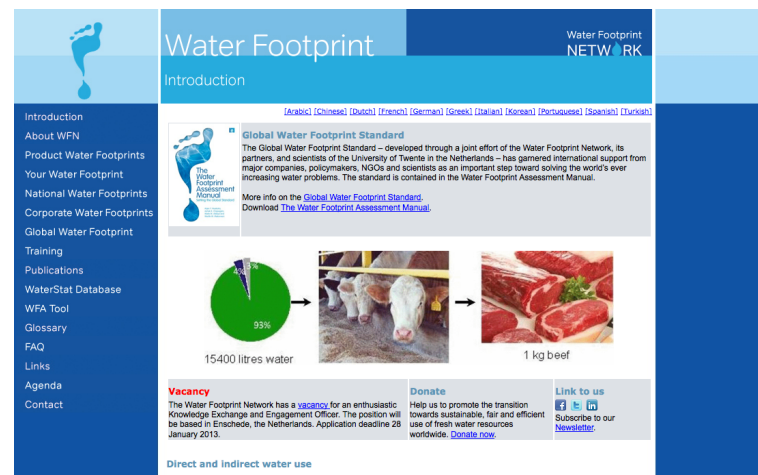 Water Footprint
Water Footprint
NETWORK
Introduction
[Arabic] [Chinese] [Dutch] [French] [German] [Greek] [Italian] [Korean] [Portuguese] [Spanish] [Turkish]
Introduction
About WFN
Product Water Footprints
Your Water Footprint
National Water Footprints
Corporate Water Footprints
Global Water Footprint
Training
Publications
WaterStat Database
WFA Tool
Glossary
FAQ
Links
Agenda
Contact
The
Water
Footprint
Assessment
Manual
Global Water Footprint Standard
The Global Water Footprint Standard – developed through a joint effort of the Water Footprint Network, its
partners, and scientists of the University of Twente in the Netherlands – has garnered international support from
major companies, policymakers, NGOs and scientists as an important step toward solving the world's ever
increasing water problems. The standard is contained in the Water Footprint Assessment Manual.
More info on the Global Water Footprint Standard.
Download The Water Footprint Assessment Manual.
4%
93%
15400 litres water
1 kg beef
Vacancy
The Water Footprint Network has a vacancy for an enthusiastic
Knowledge Exchange and Engagement Officer. The position will
be based in Enschede, the Netherlands. Application deadline 28
January 2013.
Donate
Help us to promote the transition
towards sustainable, fair and efficient
use of fresh water resources
worldwide. Donate now.
Link to us
Subscribe to our
Newsletter.
Direct and indirect water use